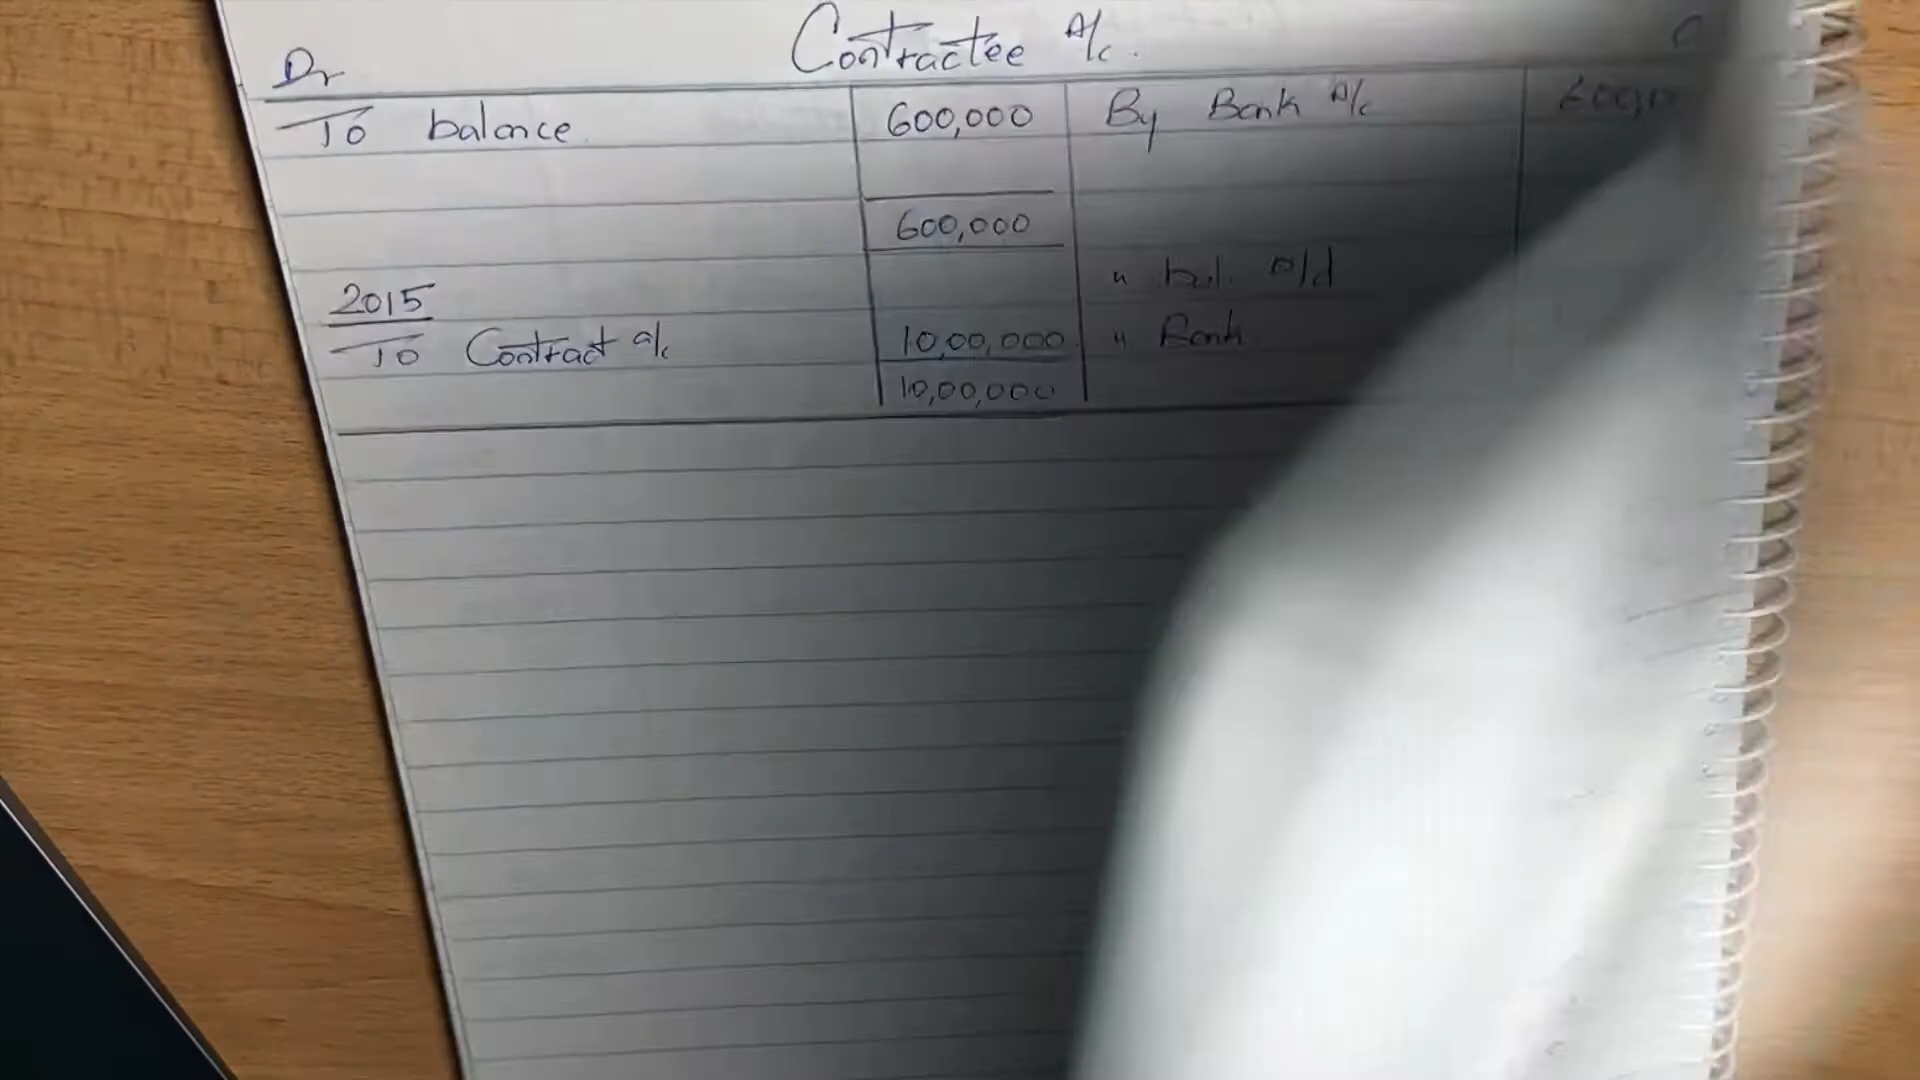 Contractee A/c.
Dr
To balance 600,000 By Bank A/c
600,000
" bal. b/d
2015
To Contract a/c 10,00,000 " Bank
10,00,000